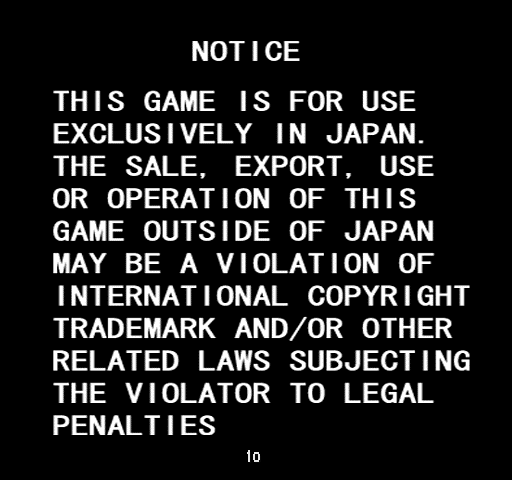 NOTICE
THIS GAME IS FOR USE
EXCLUSIVELY IN JAPAN.
THE SALE, EXPORT, USE
OR OPERATION OF THIS
GAME OUTSIDE OF JAPAN
MAY BE A VIOLATION OF
INTERNATIONAL COPYRIGHT
TRADEMARK AND/OR OTHER
RELATED LAWS SUBJECTING
THE VIOLATOR TO LEGAL
PENALTIES
10